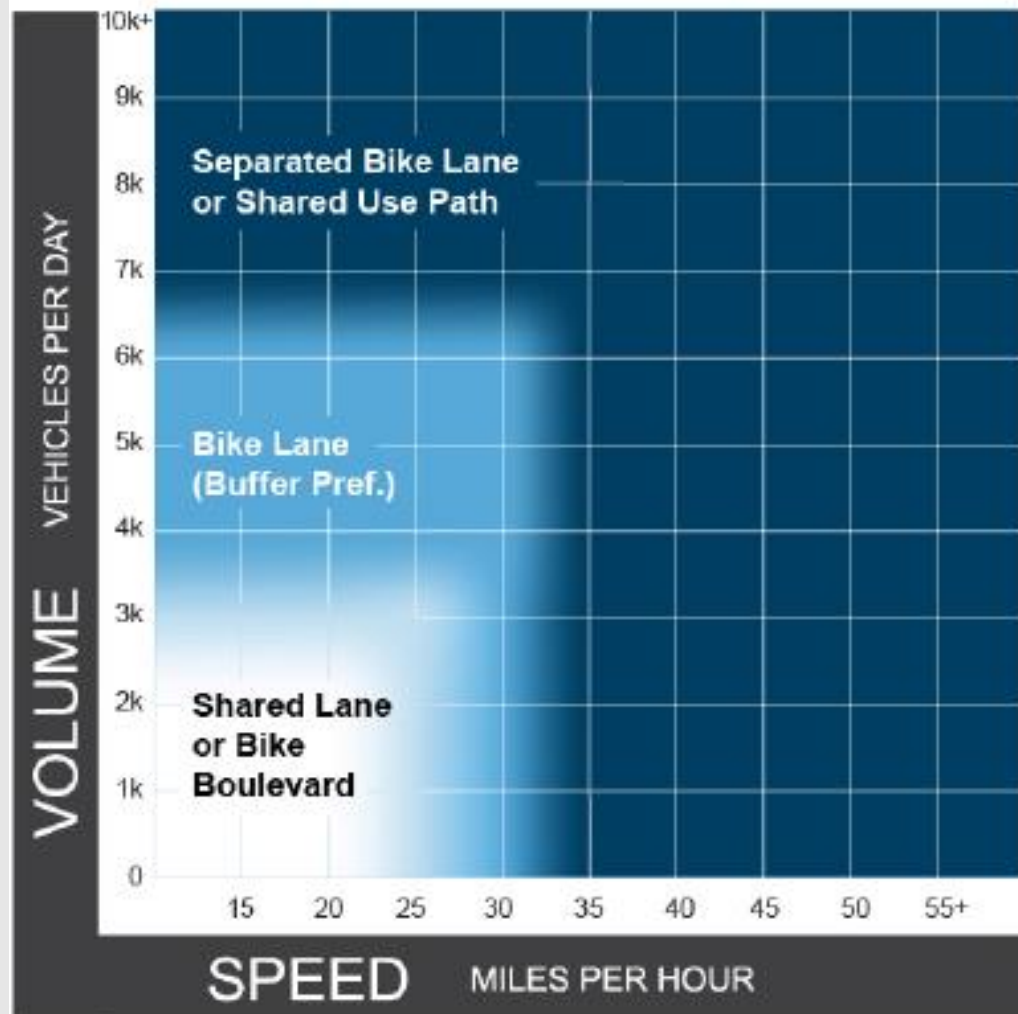 10k+
9k
8k
7k
6k
5k
4k
3k
2k
1k
0
VOLUME VEHICLES PER DAY
Separated Bike Lane
or Shared Use Path
Bike Lane
(Buffer Pref.)
Shared Lane
or Bike
Boulevard
15 20 25 30 35 40 45 50 55+
SPEED MILES PER HOUR